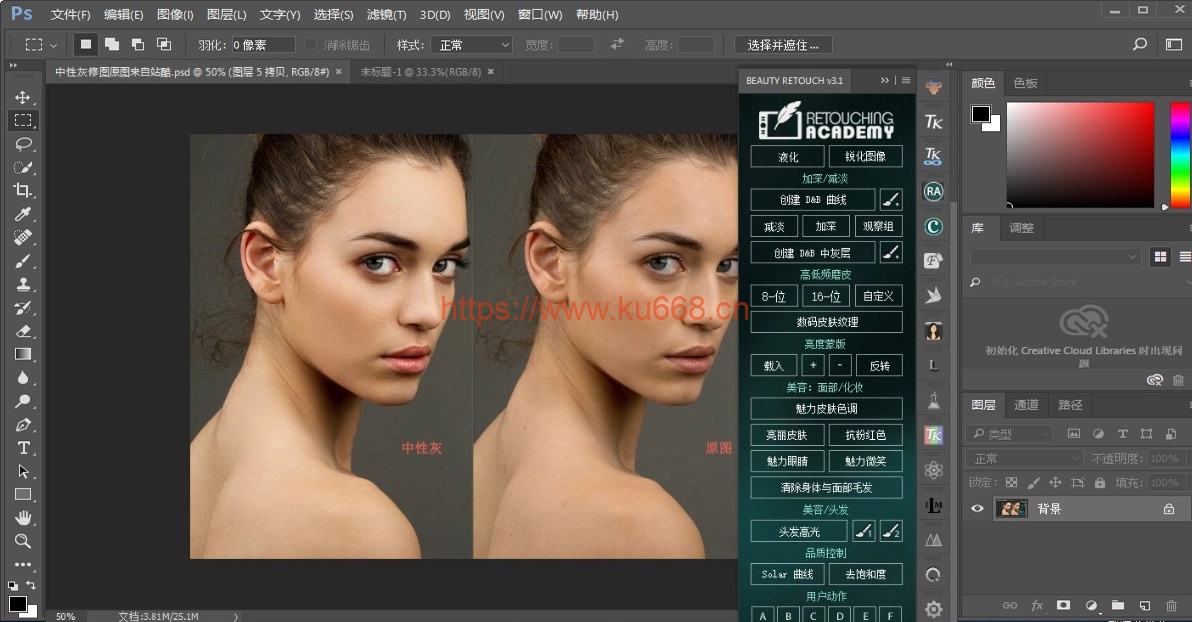 Ps 文件(F) 编辑(E) 图像(I) 图层(L) 文字(Y) 选择(S) 滤镜(T) 3D(D) 视图(V) 窗口(W) 帮助(H)
羽化: 0 像素 消除锯齿 样式: 正常 宽度: 高度: 选择并遮住 ...
中性灰修图原图来自站酷.psd @ 50% (图层 5 拷贝, RGB/8#) × 未标题-1 @ 33.3%(RGB/8) ×
BEAUTY RETOUCH v3.1
RETOUCHING
ACADEMY
液化 锐化图像
加深/减淡
创建 D&B 曲线
减淡 加深 观察组
创建 D&B 中灰层
高低频磨皮
8-位 16-位 自定义
数码皮肤纹理
亮度蒙版
载入 + - 反转
美容: 面部/化妆
魅力皮肤色调
亮丽皮肤 抗粉红色
魅力眼睛 魅力微笑
清除身体与面部毛发
美容/头发
头发高光 1 2
品质控制
Solar 曲线 去饱和度
用户动作
A B C D E F
https://www.ku668.cn
中性灰
原图
TK
TK
RA
C
F
L
TK
LM
颜色 色板
库 调整
搜索 Adobe Stock
初始化 Creative Cloud Libraries 时出现问
题
图层 通道 路径
类型
正常 不透明度: 100%
锁定: 填充: 100%
背景
fx
50% 文档:3.81M/25.1M